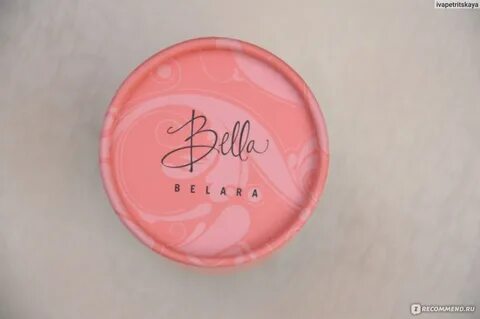 ivapetritskaya
Bella
BELARA
RECOMMEND.RU